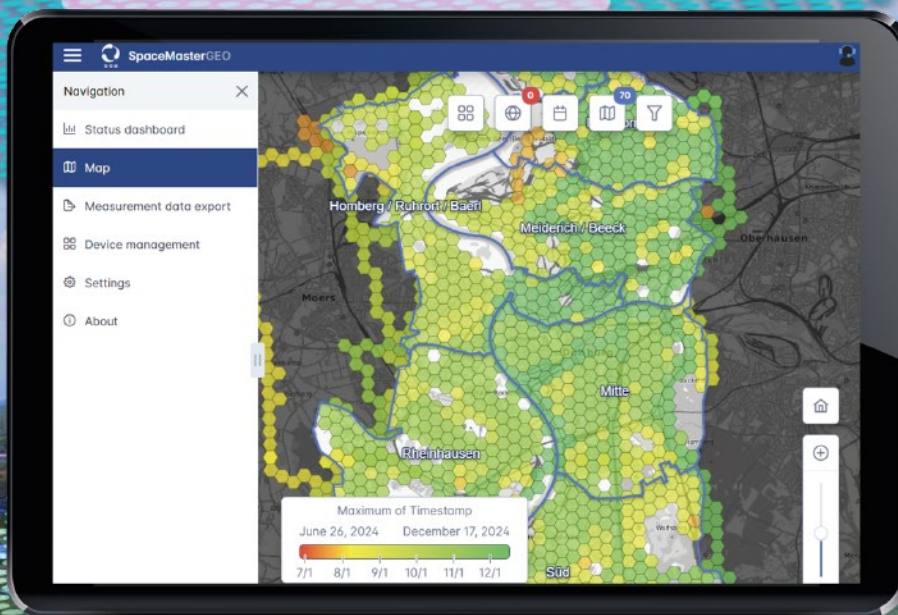 SpaceMasterGEO
Navigation
Status dashboard
Map
Measurement data export
Device management
Settings
About
0
70
Homberg / Ruhrort / Baerl
Meiderich / Beeck
Oberhausen
Moers
Duisburg
Mitte
Rheinhausen
Süd
Maximum of Timestamp
June 26, 2024 December 17, 2024
7/1 8/1 9/1 10/1 11/1 12/1